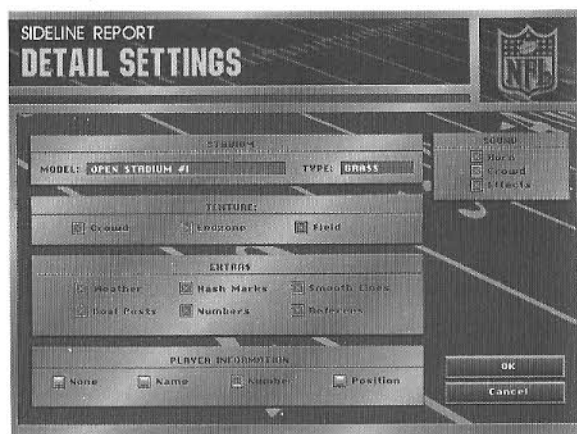 SIDELINE REPORT
DETAIL SETTINGS
NFL
STADIUM
MODEL: OPEN STADIUM #1 TYPE: GRASS
SOUND
Horn
Crowd
Effects
TEXTURE:
Crowd Endzone Field
EXTRAS
Weather Hash Marks Smooth Lines
Goal Posts Numbers Referees
PLAYER INFORMATION
None Name Number Position
OK
Cancel